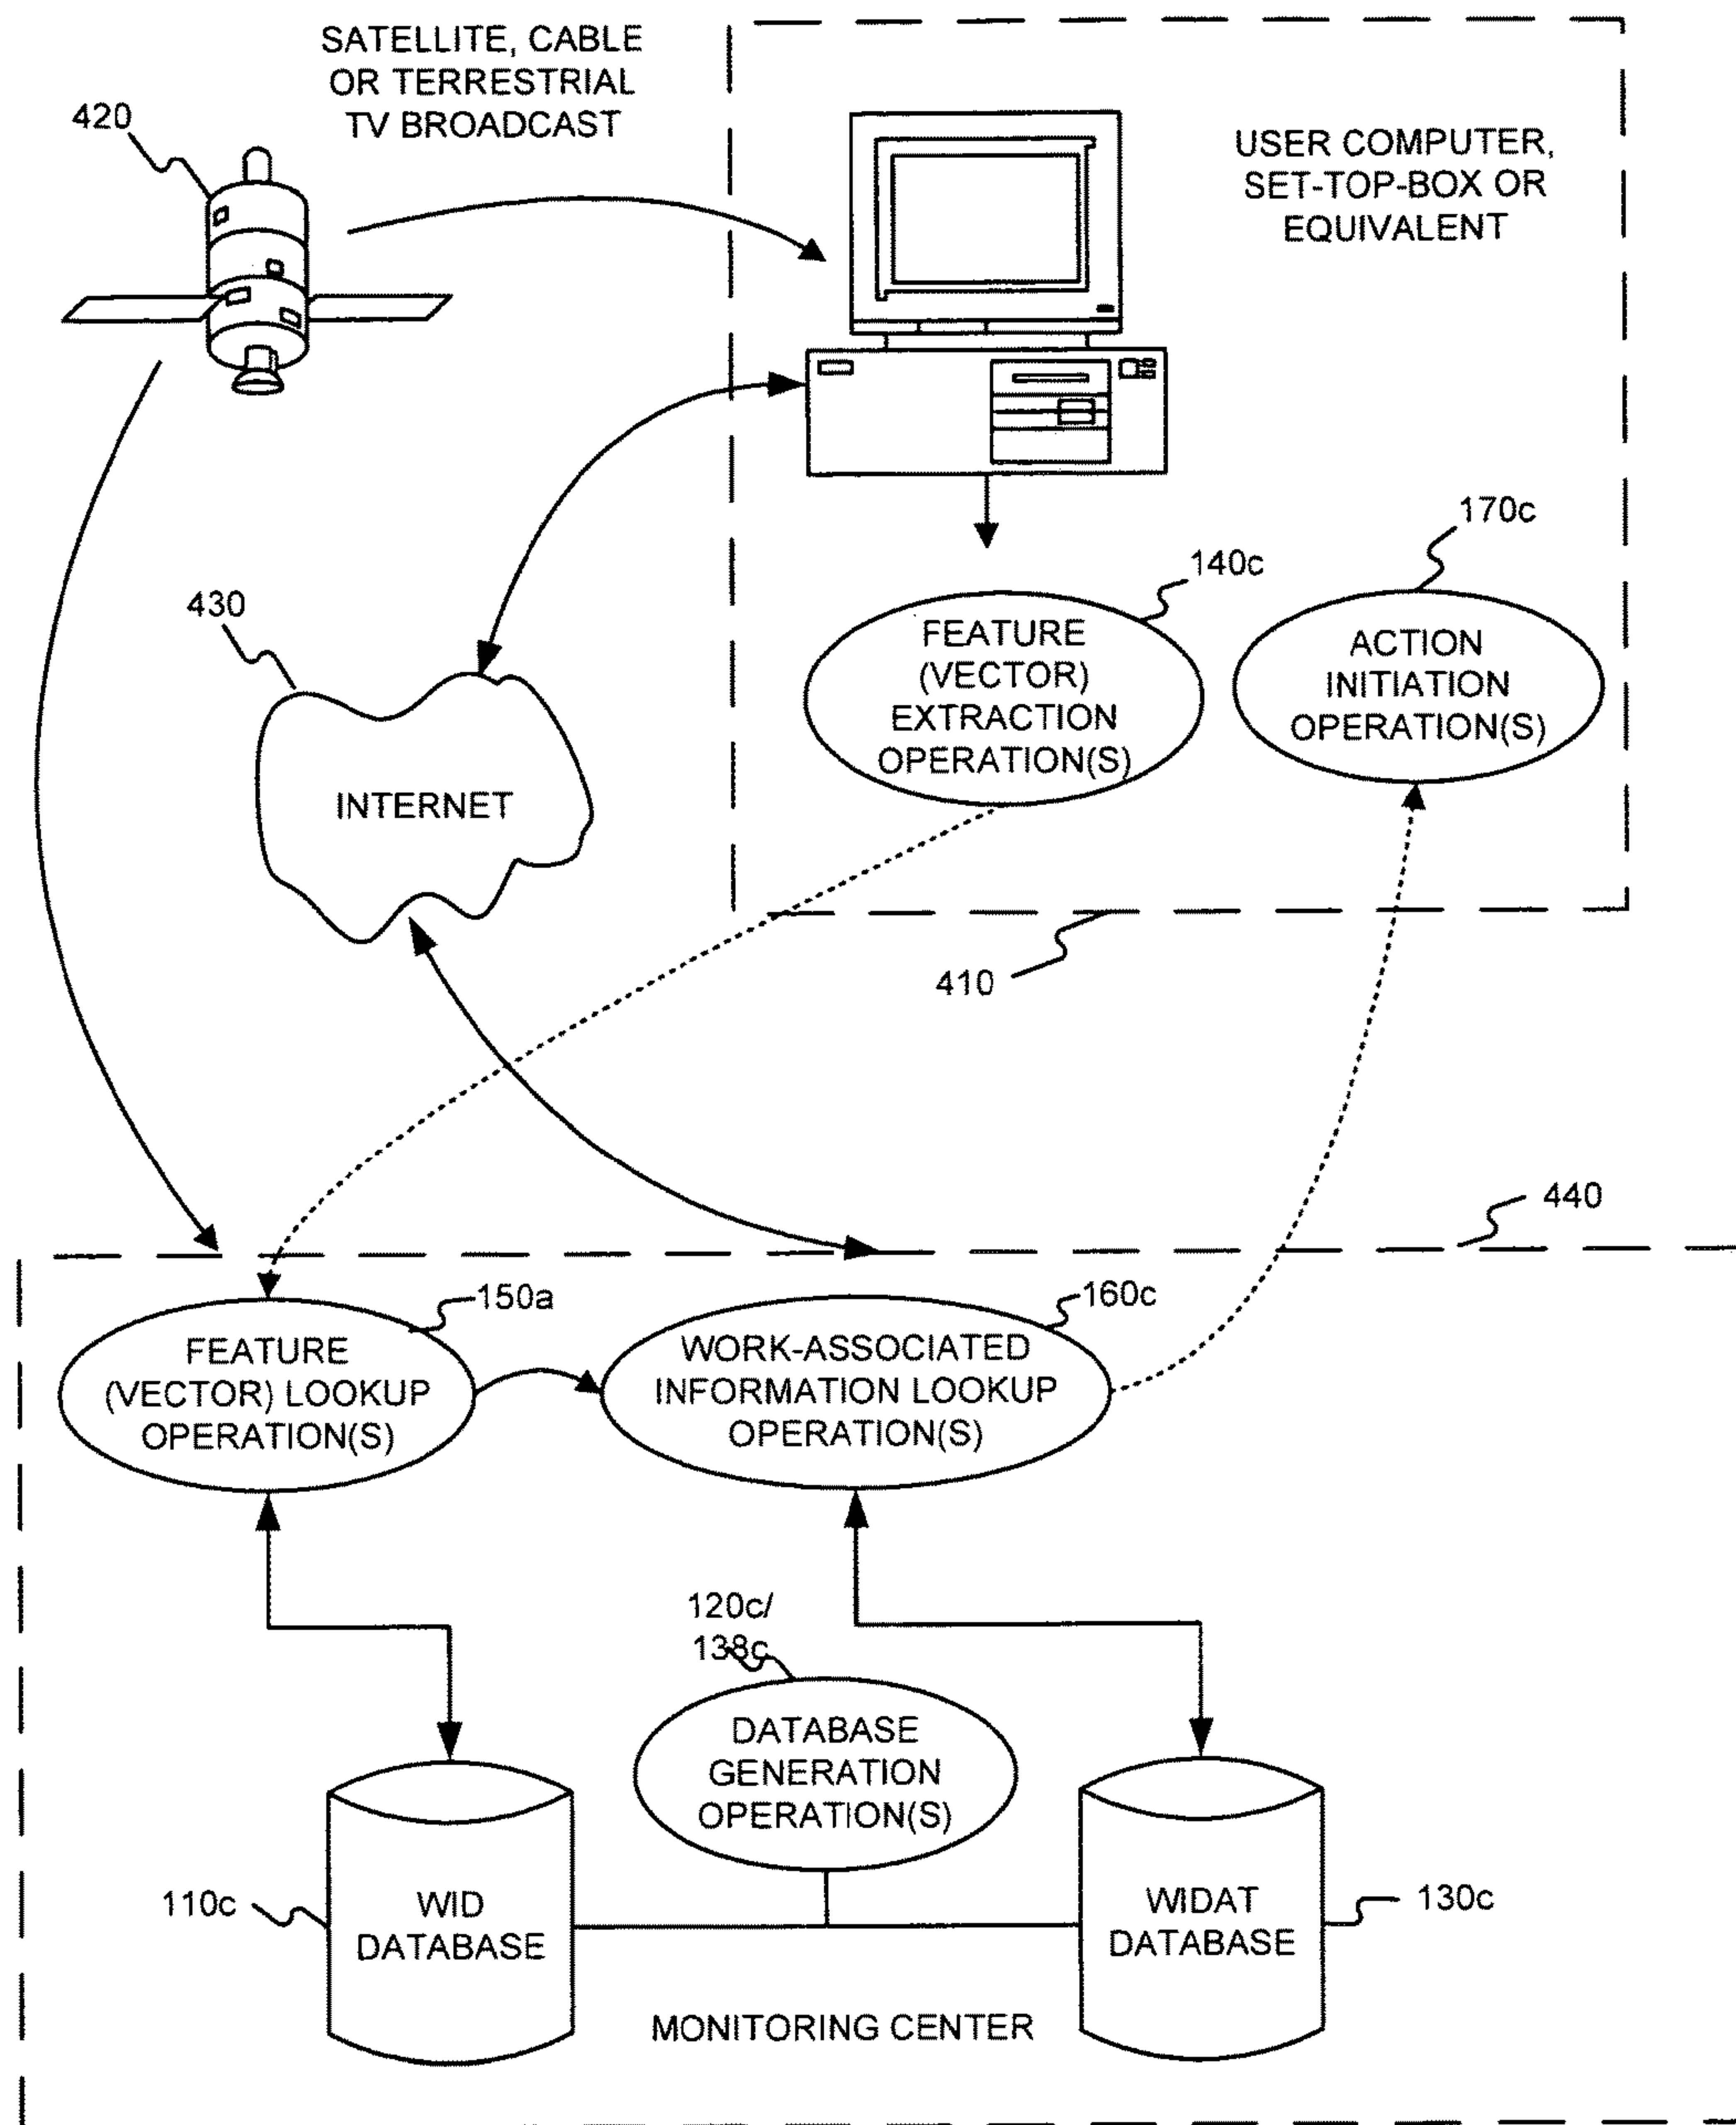 SATELLITE, CABLE
OR TERRESTRIAL
TV BROADCAST
420
USER COMPUTER,
SET-TOP-BOX OR
EQUIVALENT
170c
140c
430
FEATURE
(VECTOR)
EXTRACTION
OPERATION(S)
ACTION
INITIATION
OPERATION(S)
INTERNET
410
440
150a
160c
FEATURE
(VECTOR) LOOKUP
OPERATION(S)
WORK-ASSOCIATED
INFORMATION LOOKUP
OPERATION(S)
120c/
138c
DATABASE
GENERATION
OPERATION(S)
110c
WID
DATABASE
WIDAT
DATABASE
130c
MONITORING CENTER